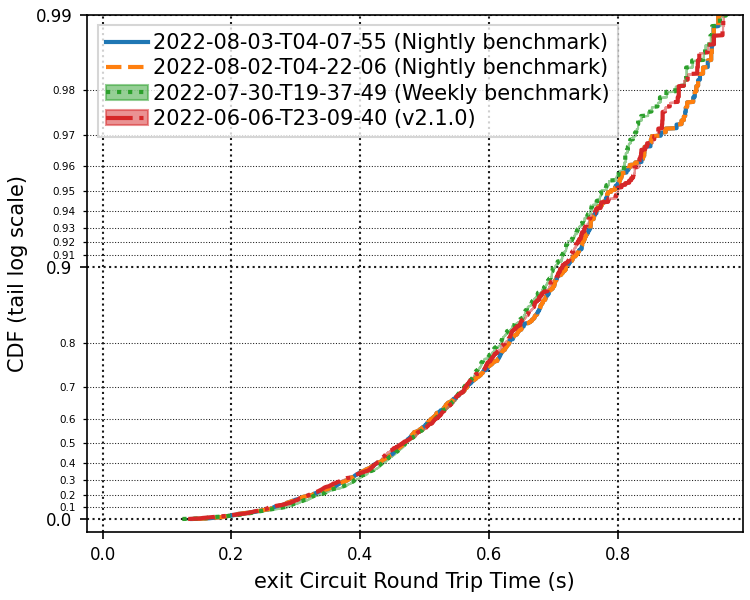 0.99
2022-08-03-T04-07-55 (Nightly benchmark)
2022-08-02-T04-22-06 (Nightly benchmark)
2022-07-30-T19-37-49 (Weekly benchmark)
2022-06-06-T23-09-40 (v2.1.0)
0.98
0.97
0.96
0.95
0.94
0.93
0.92
0.91
0.9
0.8
0.7
0.6
0.5
0.4
0.3
0.2
0.1
0.0
CDF (tail log scale)
0.0 0.2 0.4 0.6 0.8
exit Circuit Round Trip Time (s)